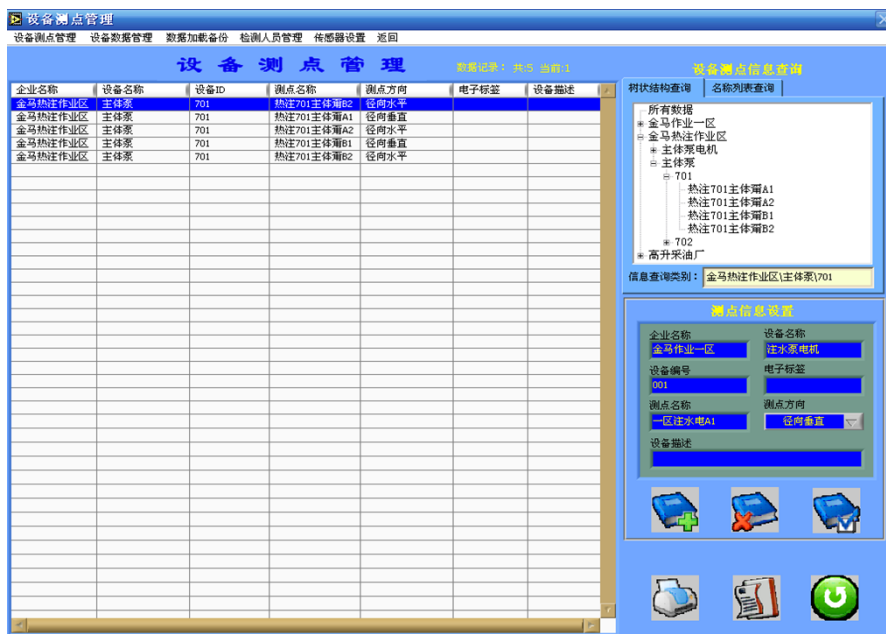 设备测点管理
设备测点管理 设备数据管理 数据加载备份 检测人员管理 传感器设置 返回
设备测点管理 数据记录：共:5 当前:1
企业名称 设备名称 设备ID 测点名称 测点方向 电子标签 设备描述
金马热注作业区 主体泵 701 热注701主体甭B2 径向水平
金马热注作业区 主体泵 701 热注701主体甭A1 径向垂直
金马热注作业区 主体泵 701 热注701主体甭A2 径向水平
金马热注作业区 主体泵 701 热注701主体甭B1 径向垂直
金马热注作业区 主体泵 701 热注701主体甭B2 径向水平
设备测点信息查询
树状结构查询 名称列表查询
所有数据
金马作业一区
金马热注作业区
主体泵电机
主体泵
701
热注701主体甭A1
热注701主体甭A2
热注701主体甭B1
热注701主体甭B2
702
高升采油厂
信息查询类别： 金马热注作业区\主体泵\701
测点信息设置
企业名称 设备名称
金马作业一区 注水泵电机
设备编号 电子标签
001
测点名称 测点方向
一区注水电A1 径向垂直
设备描述